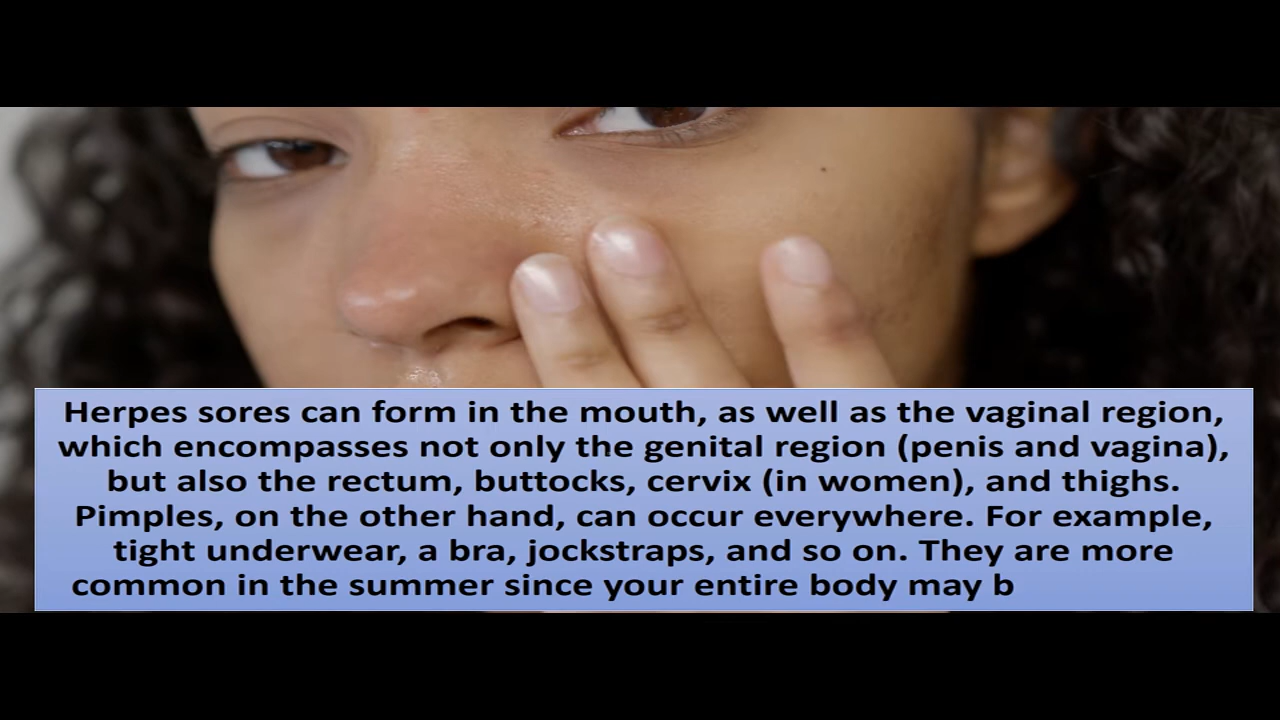 Herpes sores can form in the mouth, as well as the vaginal region,
which encompasses not only the genital region (penis and vagina),
but also the rectum, buttocks, cervix (in women), and thighs.
Pimples, on the other hand, can occur everywhere. For example,
tight underwear, a bra, jockstraps, and so on. They are more
common in the summer since your entire body may b